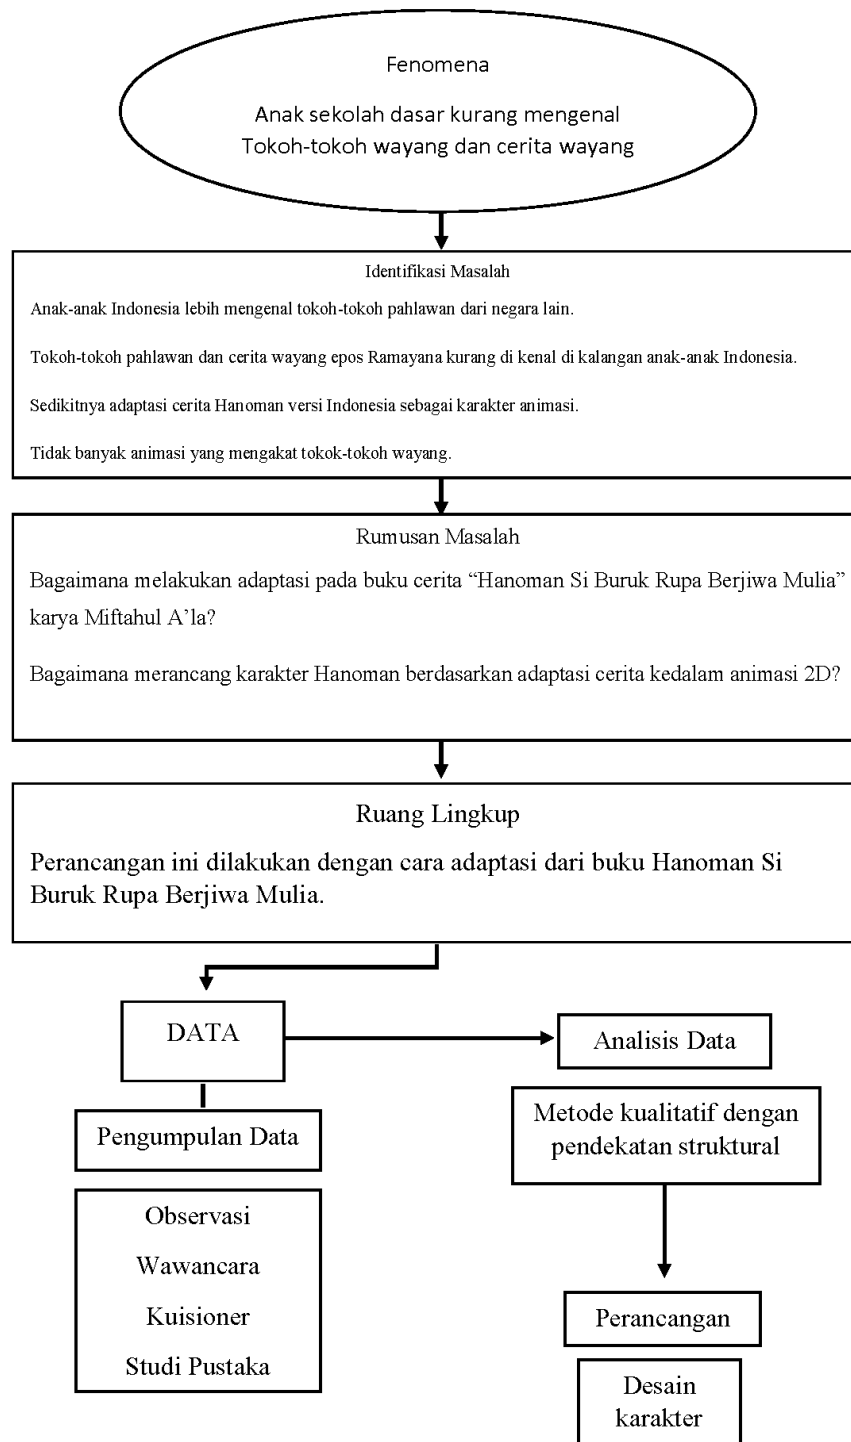 Fenomena
Anak sekolah dasar kurang mengenal
Tokoh-tokoh wayang dan cerita wayang
Identifikasi Masalah
Anak-anak Indonesia lebih mengenal tokoh-tokoh pahlawan dari negara lain.
Tokoh-tokoh pahlawan dan cerita wayang epos Ramayana kurang di kenal di kalangan anak-anak Indonesia.
Sedikitnya adaptasi cerita Hanoman versi Indonesia sebagai karakter animasi.
Tidak banyak animasi yang mengakat tokok-tokoh wayang.
Rumusan Masalah
Bagaimana melakukan adaptasi pada buku cerita “Hanoman Si Buruk Rupa Berjiwa Mulia”
karya Miftahul A’la?
Bagaimana merancang karakter Hanoman berdasarkan adaptasi cerita kedalam animasi 2D?
Ruang Lingkup
Perancangan ini dilakukan dengan cara adaptasi dari buku Hanoman Si
Buruk Rupa Berjiwa Mulia.
DATA
Pengumpulan Data
Observasi
Wawancara
Kuisioner
Studi Pustaka
Analisis Data
Metode kualitatif dengan
pendekatan struktural
Perancangan
Desain
karakter